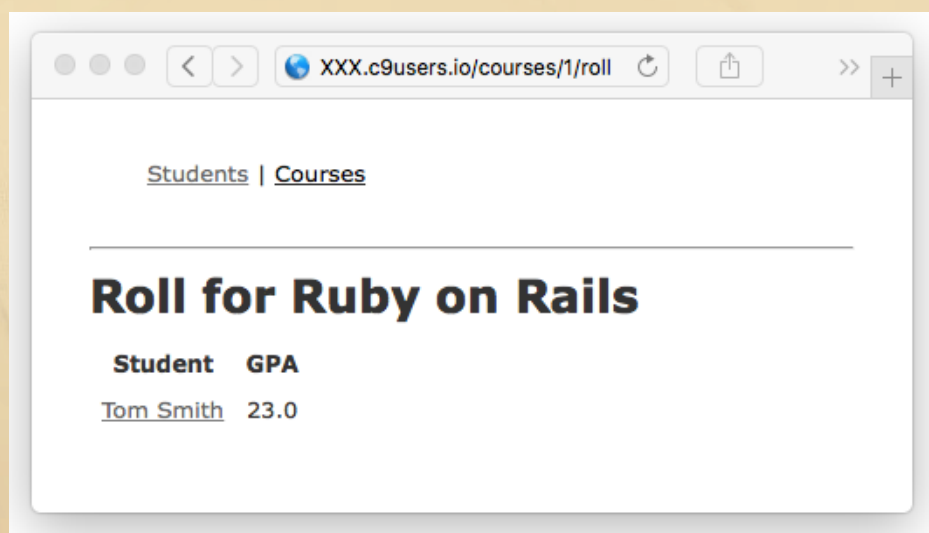 XXX.c9users.io/courses/1/roll
Students | Courses
Roll for Ruby on Rails
Student GPA
Tom Smith 23.0